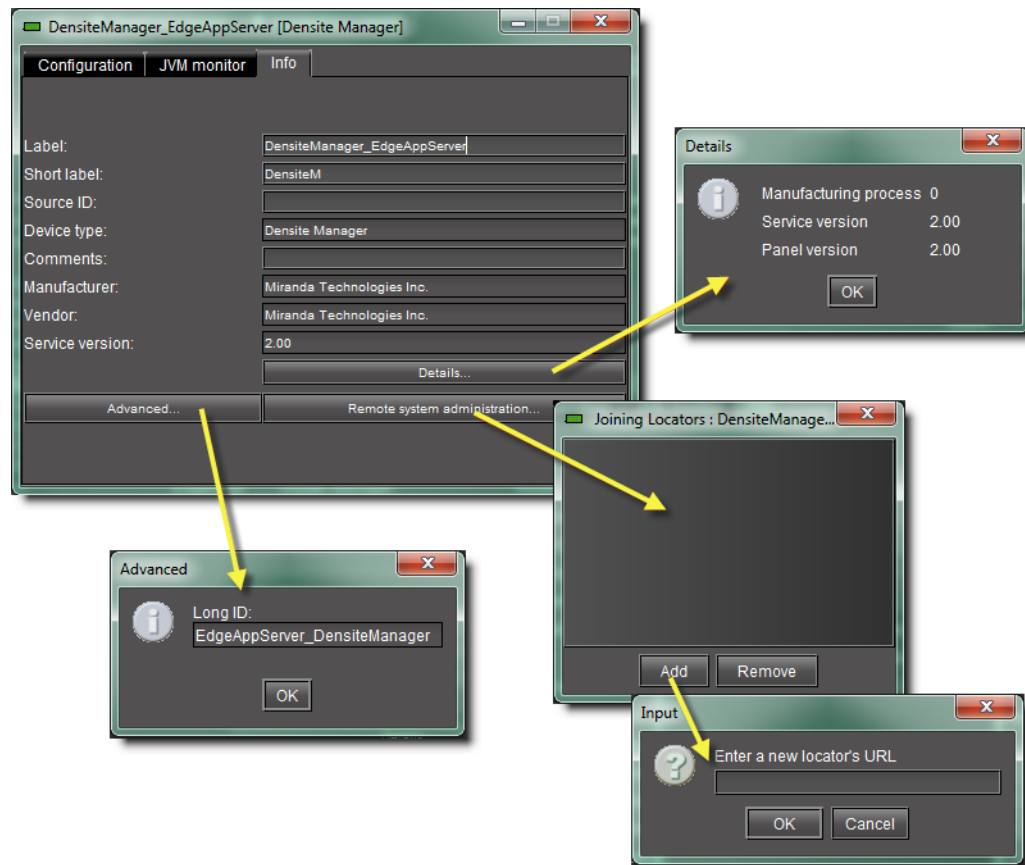 DensiteManager_EdgeAppServer [Densite Manager]
Configuration JVM monitor Info
Label: DensiteManager_EdgeAppServer
Short label: DensiteM
Source ID:
Device type: Densite Manager
Comments:
Manufacturer: Miranda Technologies Inc.
Vendor: Miranda Technologies Inc.
Service version: 2.00
Details...
Advanced... Remote system administration...
Details
Manufacturing process 0
Service version 2.00
Panel version 2.00
OK
Joining Locators : DensiteManage...
Add Remove
Advanced
Long ID:
EdgeAppServer_DensiteManager
OK
Input
Enter a new locator's URL
OK Cancel